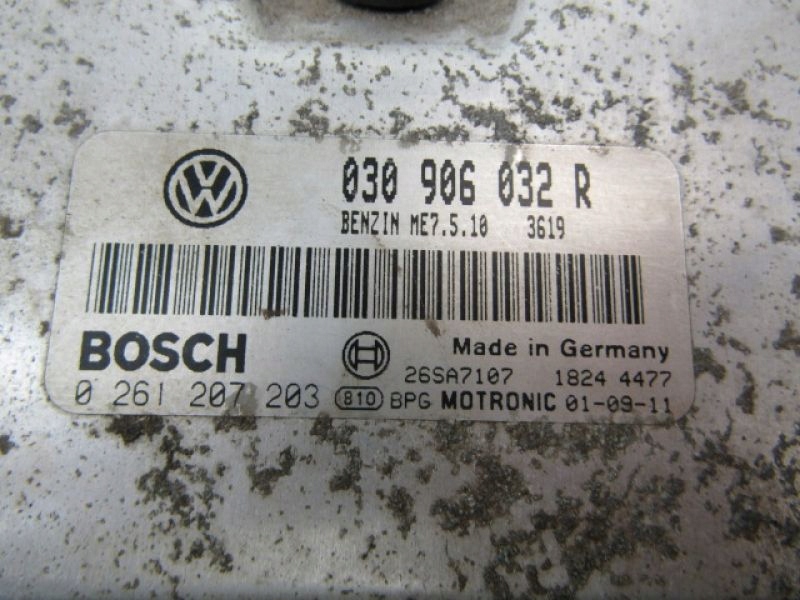 030 906 032 R
BENZIN ME7.5.10 3619
BOSCH
Made in Germany
26SA7107 1824 4477
0 261 207 203 810 BPG MOTRONIC 01-09-11